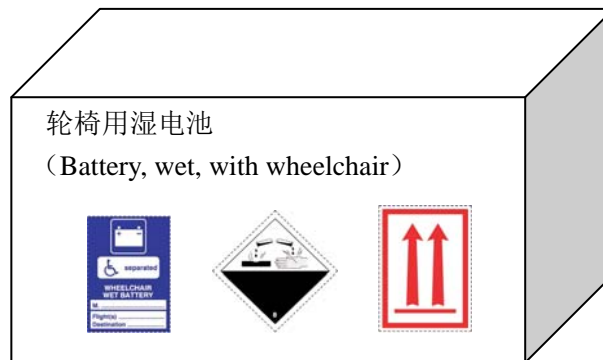 轮椅用湿电池
（Battery, wet, with wheelchair）
separated
WHEELCHAIR
WET BATTERY
M.
Flight(s)
Destination
8